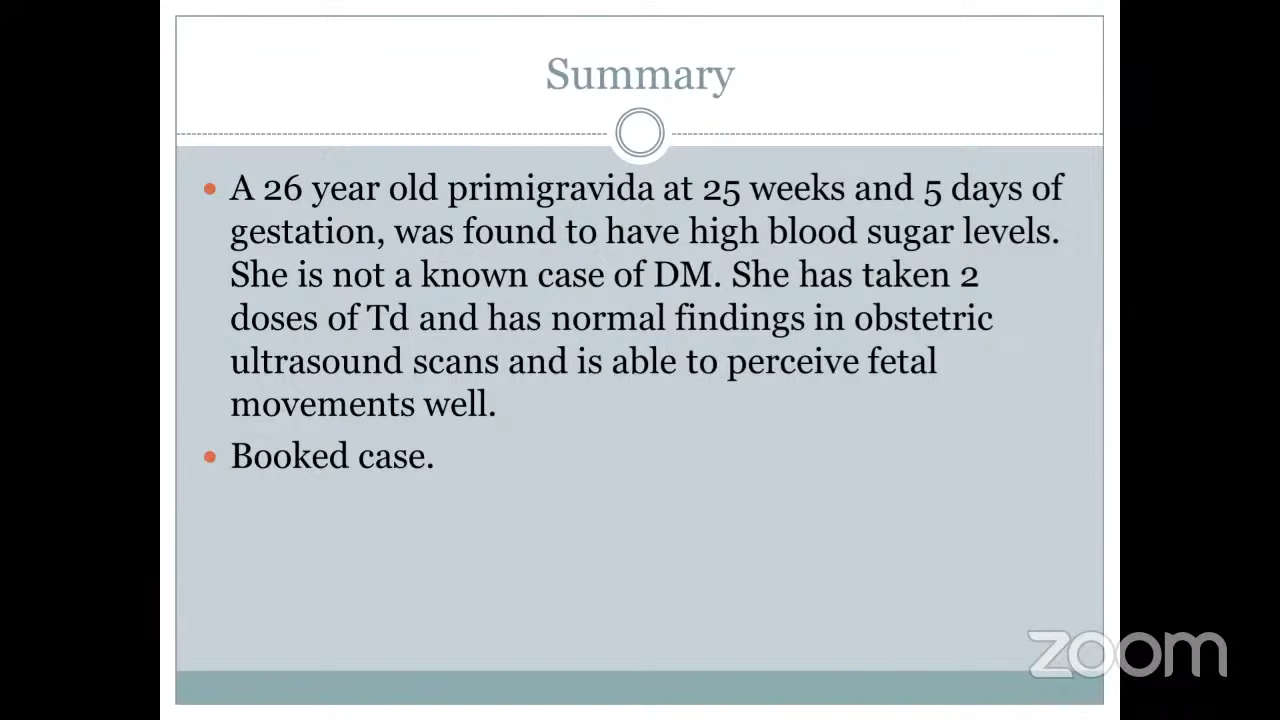 Summary
• A 26 year old primigravida at 25 weeks and 5 days of
gestation, was found to have high blood sugar levels.
She is not a known case of DM. She has taken 2
doses of Td and has normal findings in obstetric
ultrasound scans and is able to perceive fetal
movements well.
• Booked case.
zoom